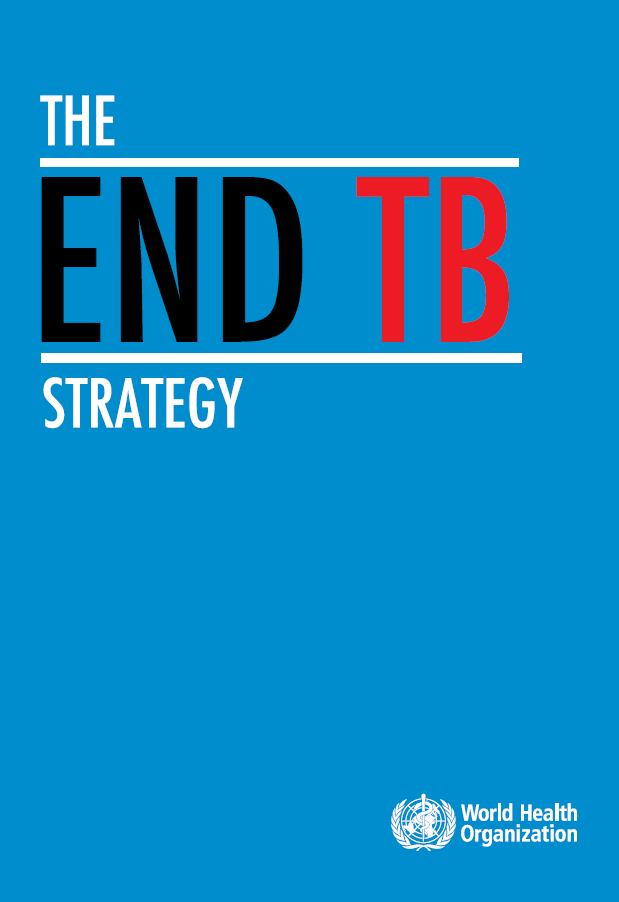 THE
END TB
STRATEGY
World Health
Organization